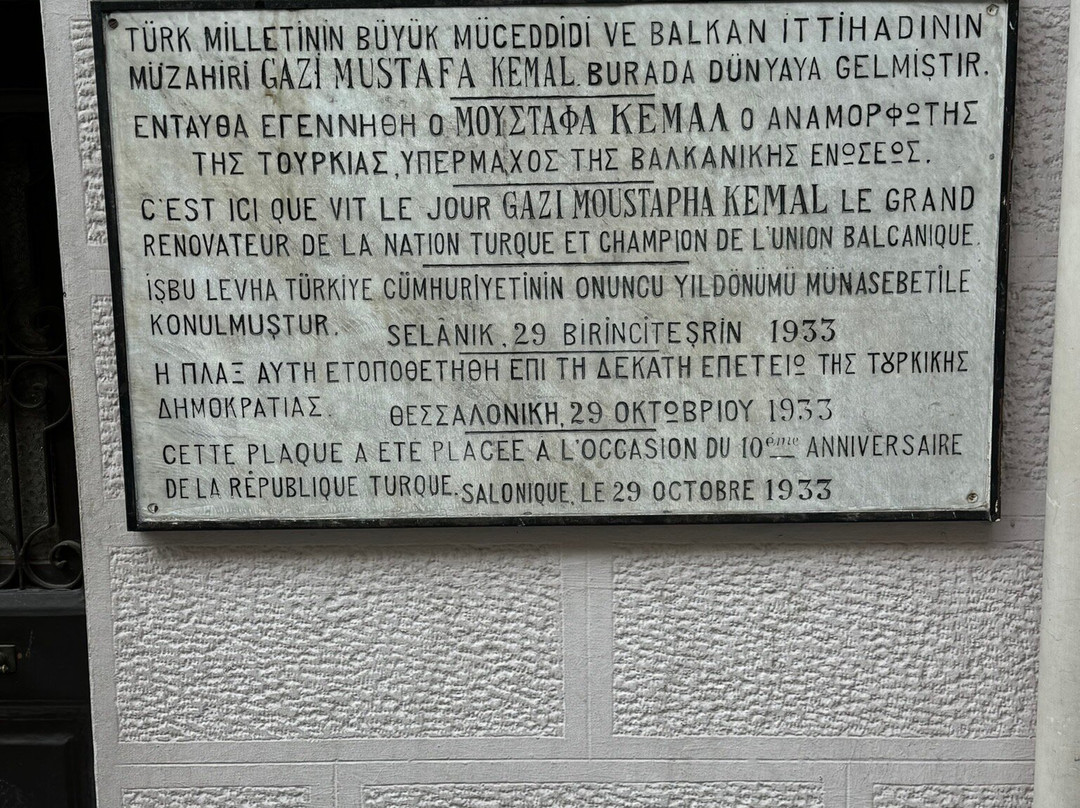 TÜRK MİLLETİNİN BÜYÜK MÜCEDDİDİ VE BALKAN İTTİHADININ
MÜZAHİRİ GAZİ MUSTAFA KEMAL BURADA DÜNYAYA GELMİŞTİR.
ΕΝΤΑΥΘΑ ΕΓΕΝΝΗΘΗ Ο ΜΟΥΣΤΑΦΑ ΚΕΜΑΛ Ο ΑΝΑΜΟΡΦΩΤΗΣ
ΤΗΣ ΤΟΥΡΚΙΑΣ, ΥΠΕΡΜΑΧΟΣ ΤΗΣ ΒΑΛΚΑΝΙΚΗΣ ΕΝΩΣΕΩΣ.
C'EST ICI QUE VIT LE JOUR GAZI MOUSTAPHA KEMAL LE GRAND
RENOVATEUR DE LA NATION TURQUE ET CHAMPION DE L'UNION BALCANIQUE.
İŞBU LEVHA TÜRKİYE CÜMHURİYETİNİN ONUNCU YILDÖNÜMÜ MÜNASEBETİLE
KONULMUŞTUR. SELÂNİK, 29 BİRİNCİTEŞRİN 1933
Η ΠΛΑΞ ΑΥΤΗ ΕΤΟΠΟΘΕΤΗΘΗ ΕΠΙ ΤΗ ΔΕΚΑΤΗ ΕΠΕΤΕΙΩ ΤΗΣ ΤȢΡΚΙΚΗΣ
ΔΗΜΟΚΡΑΤΙΑΣ. ΘΕΣΣΑΛΟΝΙΚΗ, 29 ΟΚΤΩΒΡΙΟΥ 1933
CETTE PLAQUE A ETE PLACÉE À L'OCCASION DU 10ème ANNIVERSAIRE
DE LA RÉPUBLIQUE TURQUE. SALONIQUE, LE 29 OCTOBRE 1933